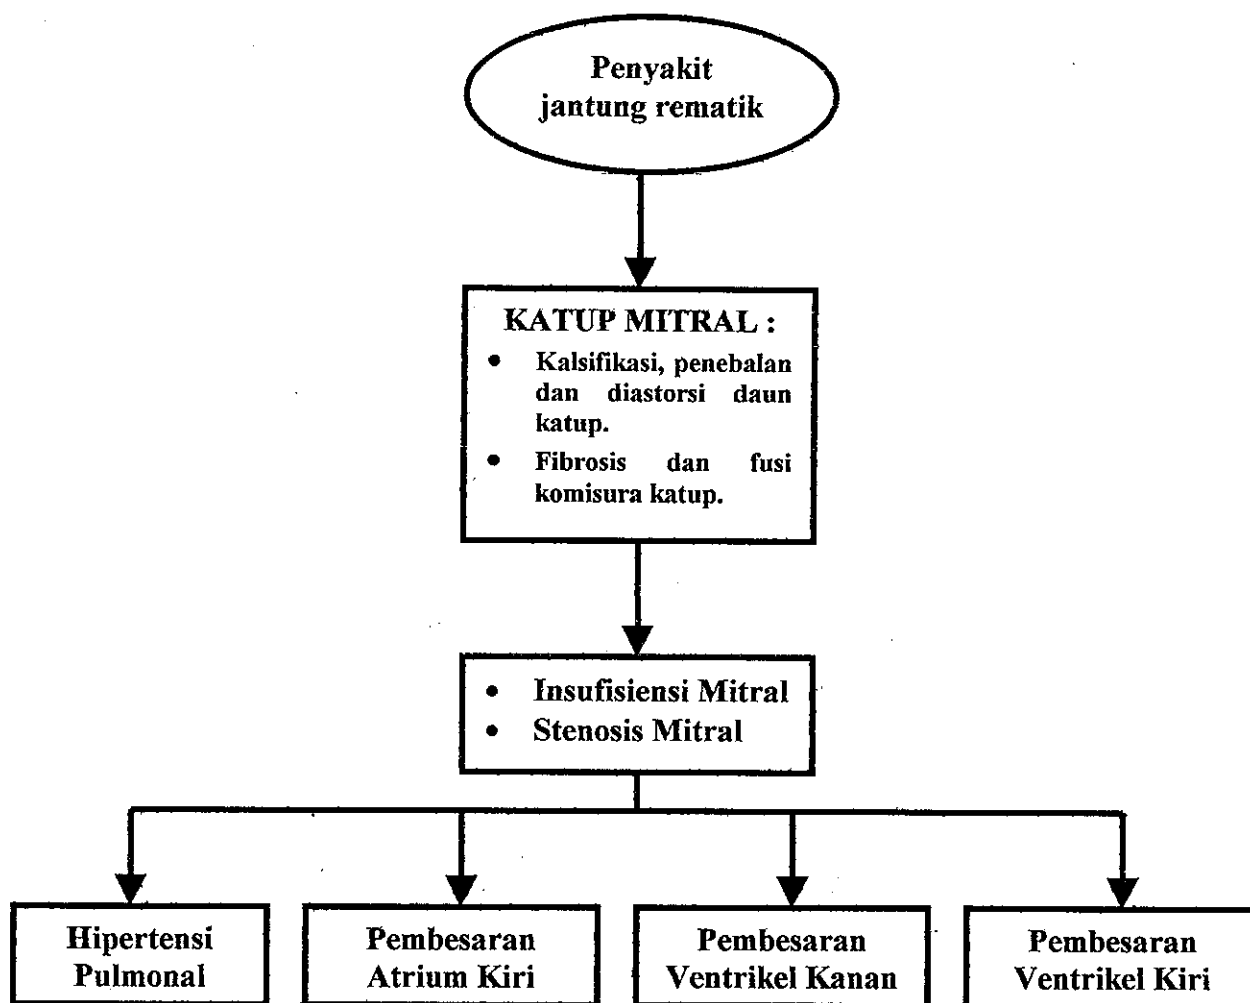 Penyakit
jantung rematik
KATUP MITRAL :
• Kalsifikasi, penebalan
dan diastorsi daun
katup.
• Fibrosis dan fusi
komisura katup.
• Insufisiensi Mitral
• Stenosis Mitral
Hipertensi
Pulmonal
Pembesaran
Atrium Kiri
Pembesaran
Ventrikel Kanan
Pembesaran
Ventrikel Kiri